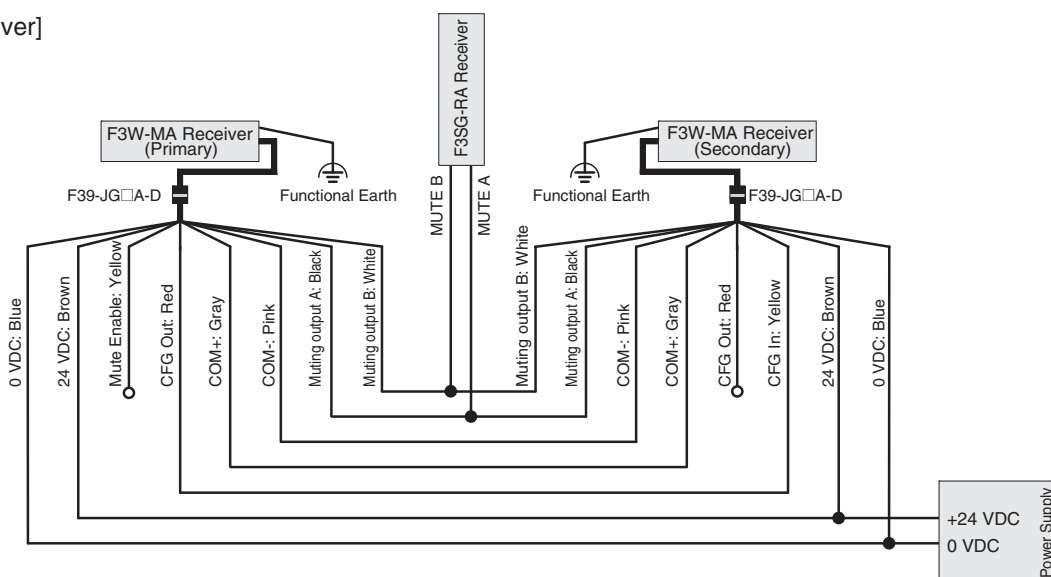 ver]
F3SG-RA Receiver
F3W-MA Receiver
(Primary)
F3W-MA Receiver
(Secondary)
F39-JG□A-D
Functional Earth
MUTE B
MUTE A
Functional Earth
F39-JG□A-D
0 VDC: Blue
24 VDC: Brown
Mute Enable: Yellow
CFG Out: Red
COM+: Gray
COM-: Pink
Muting output A: Black
Muting output B: White
Muting output B: White
Muting output A: Black
COM-: Pink
COM+: Gray
CFG Out: Red
CFG In: Yellow
24 VDC: Brown
0 VDC: Blue
+24 VDC
0 VDC
Power Supply